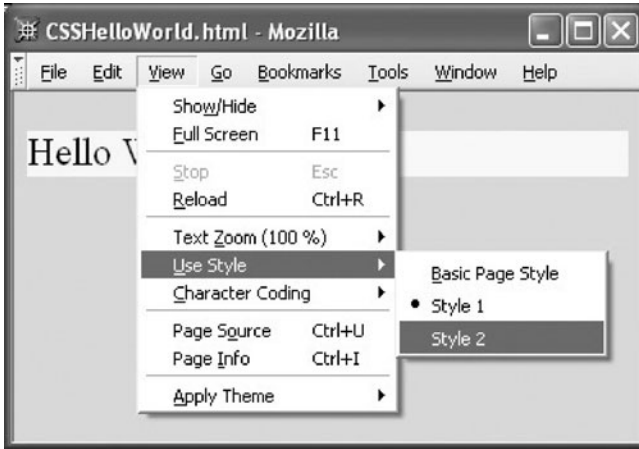 CSSHelloWorld.html - Mozilla
File Edit View Go Bookmarks Tools Window Help
Hello
Show/Hide
Full Screen F11
Stop Esc
Reload Ctrl+R
Text Zoom (100 %)
Use Style
Character Coding
Page Source Ctrl+U
Page Info Ctrl+I
Apply Theme
Basic Page Style
Style 1
Style 2